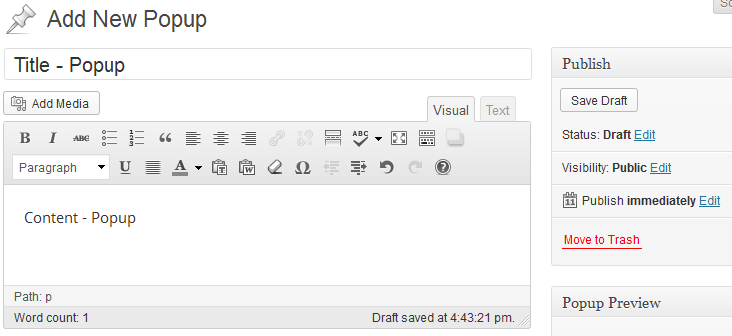 Add New Popup
Title - Popup
Add Media
Visual Text
B I ABC ABC
Paragraph U A
Content - Popup
Path: p
Word count: 1 Draft saved at 4:43:21 pm.
Publish
Save Draft
Status: Draft Edit
Visibility: Public Edit
11 Publish immediately Edit
Move to Trash
Popup Preview